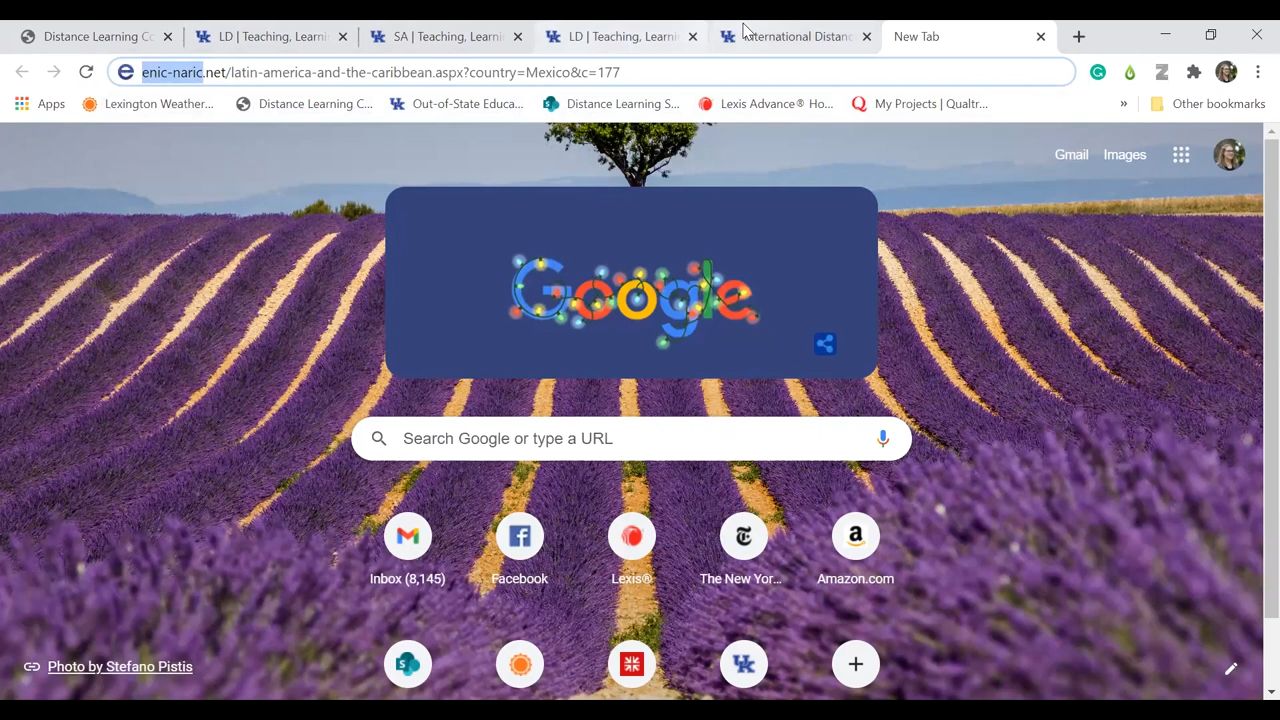 Distance Learning Co
LD | Teaching, Learni
SA | Teaching, Learni
LD | Teaching, Learni
International Distanc
New Tab
enic-naric.net/latin-america-and-the-caribbean.aspx?country=Mexico&c=177
Apps
Lexington Weather...
Distance Learning C...
Out-of-State Educa...
Distance Learning S...
Lexis Advance® Ho...
My Projects | Qualtr...
»
Other bookmarks
Gmail
Images
Google
Search Google or type a URL
Inbox (8,145)
Facebook
Lexis®
The New Yor...
Amazon.com
Photo by Stefano Pistis